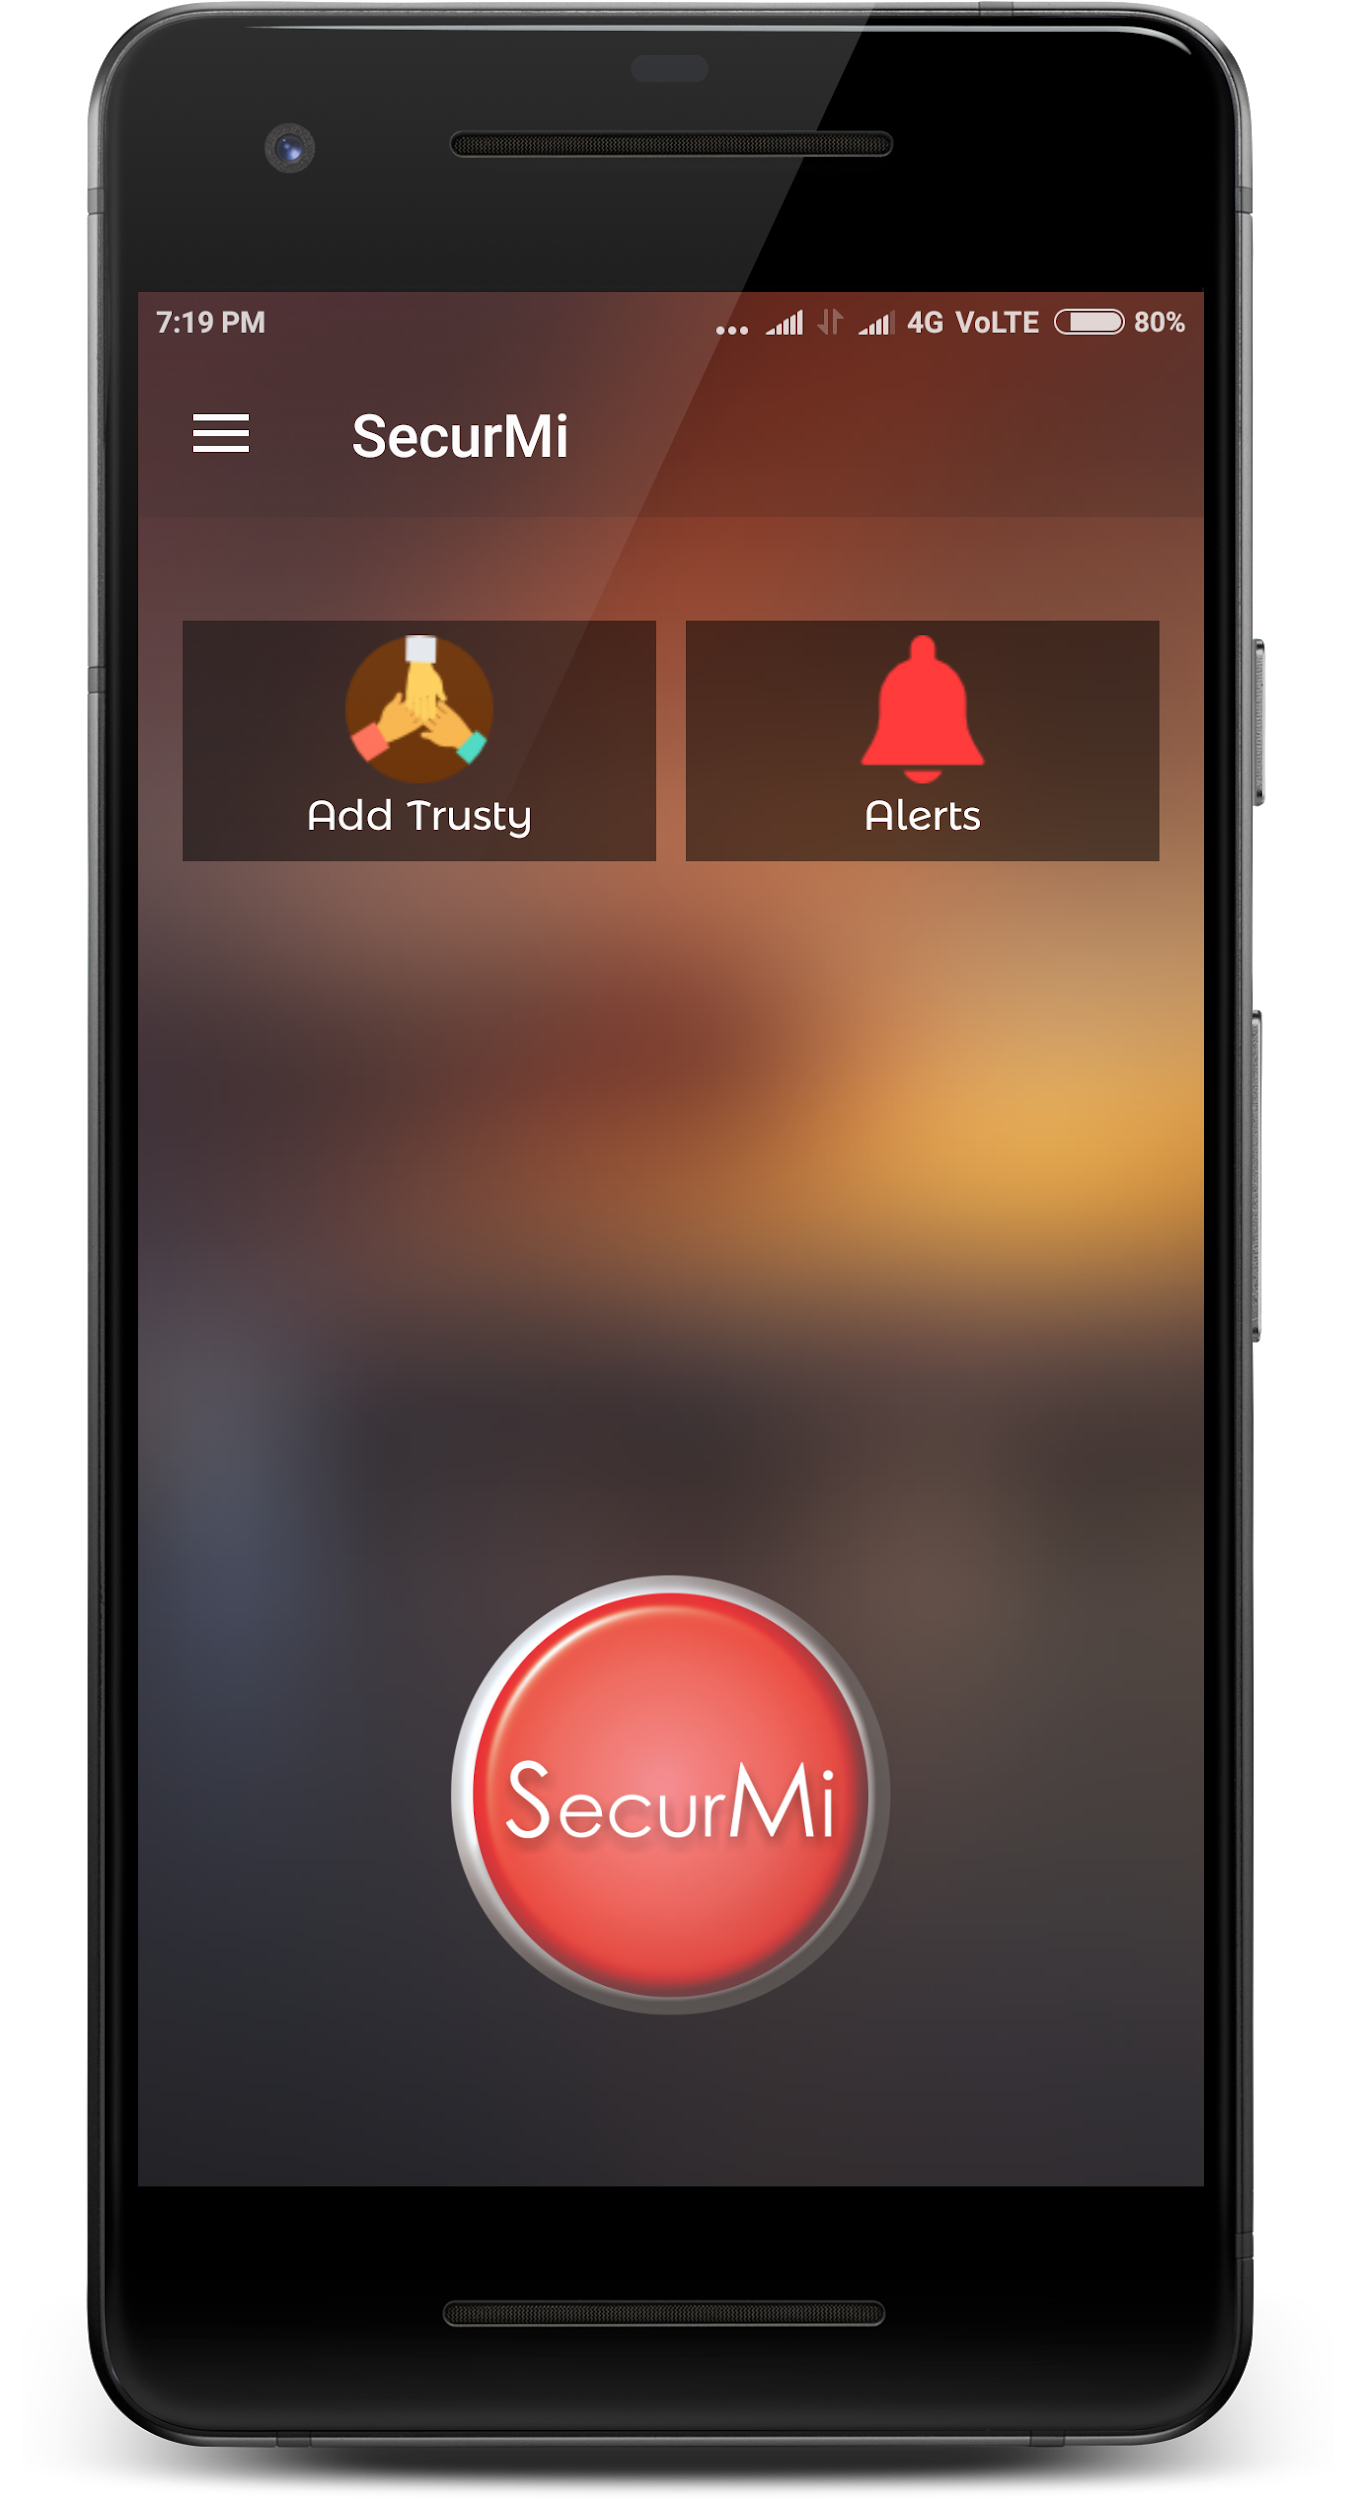 7:19 PM ... 4G VoLTE 80%
SecurMi
Add Trusty Alerts
SecurMi